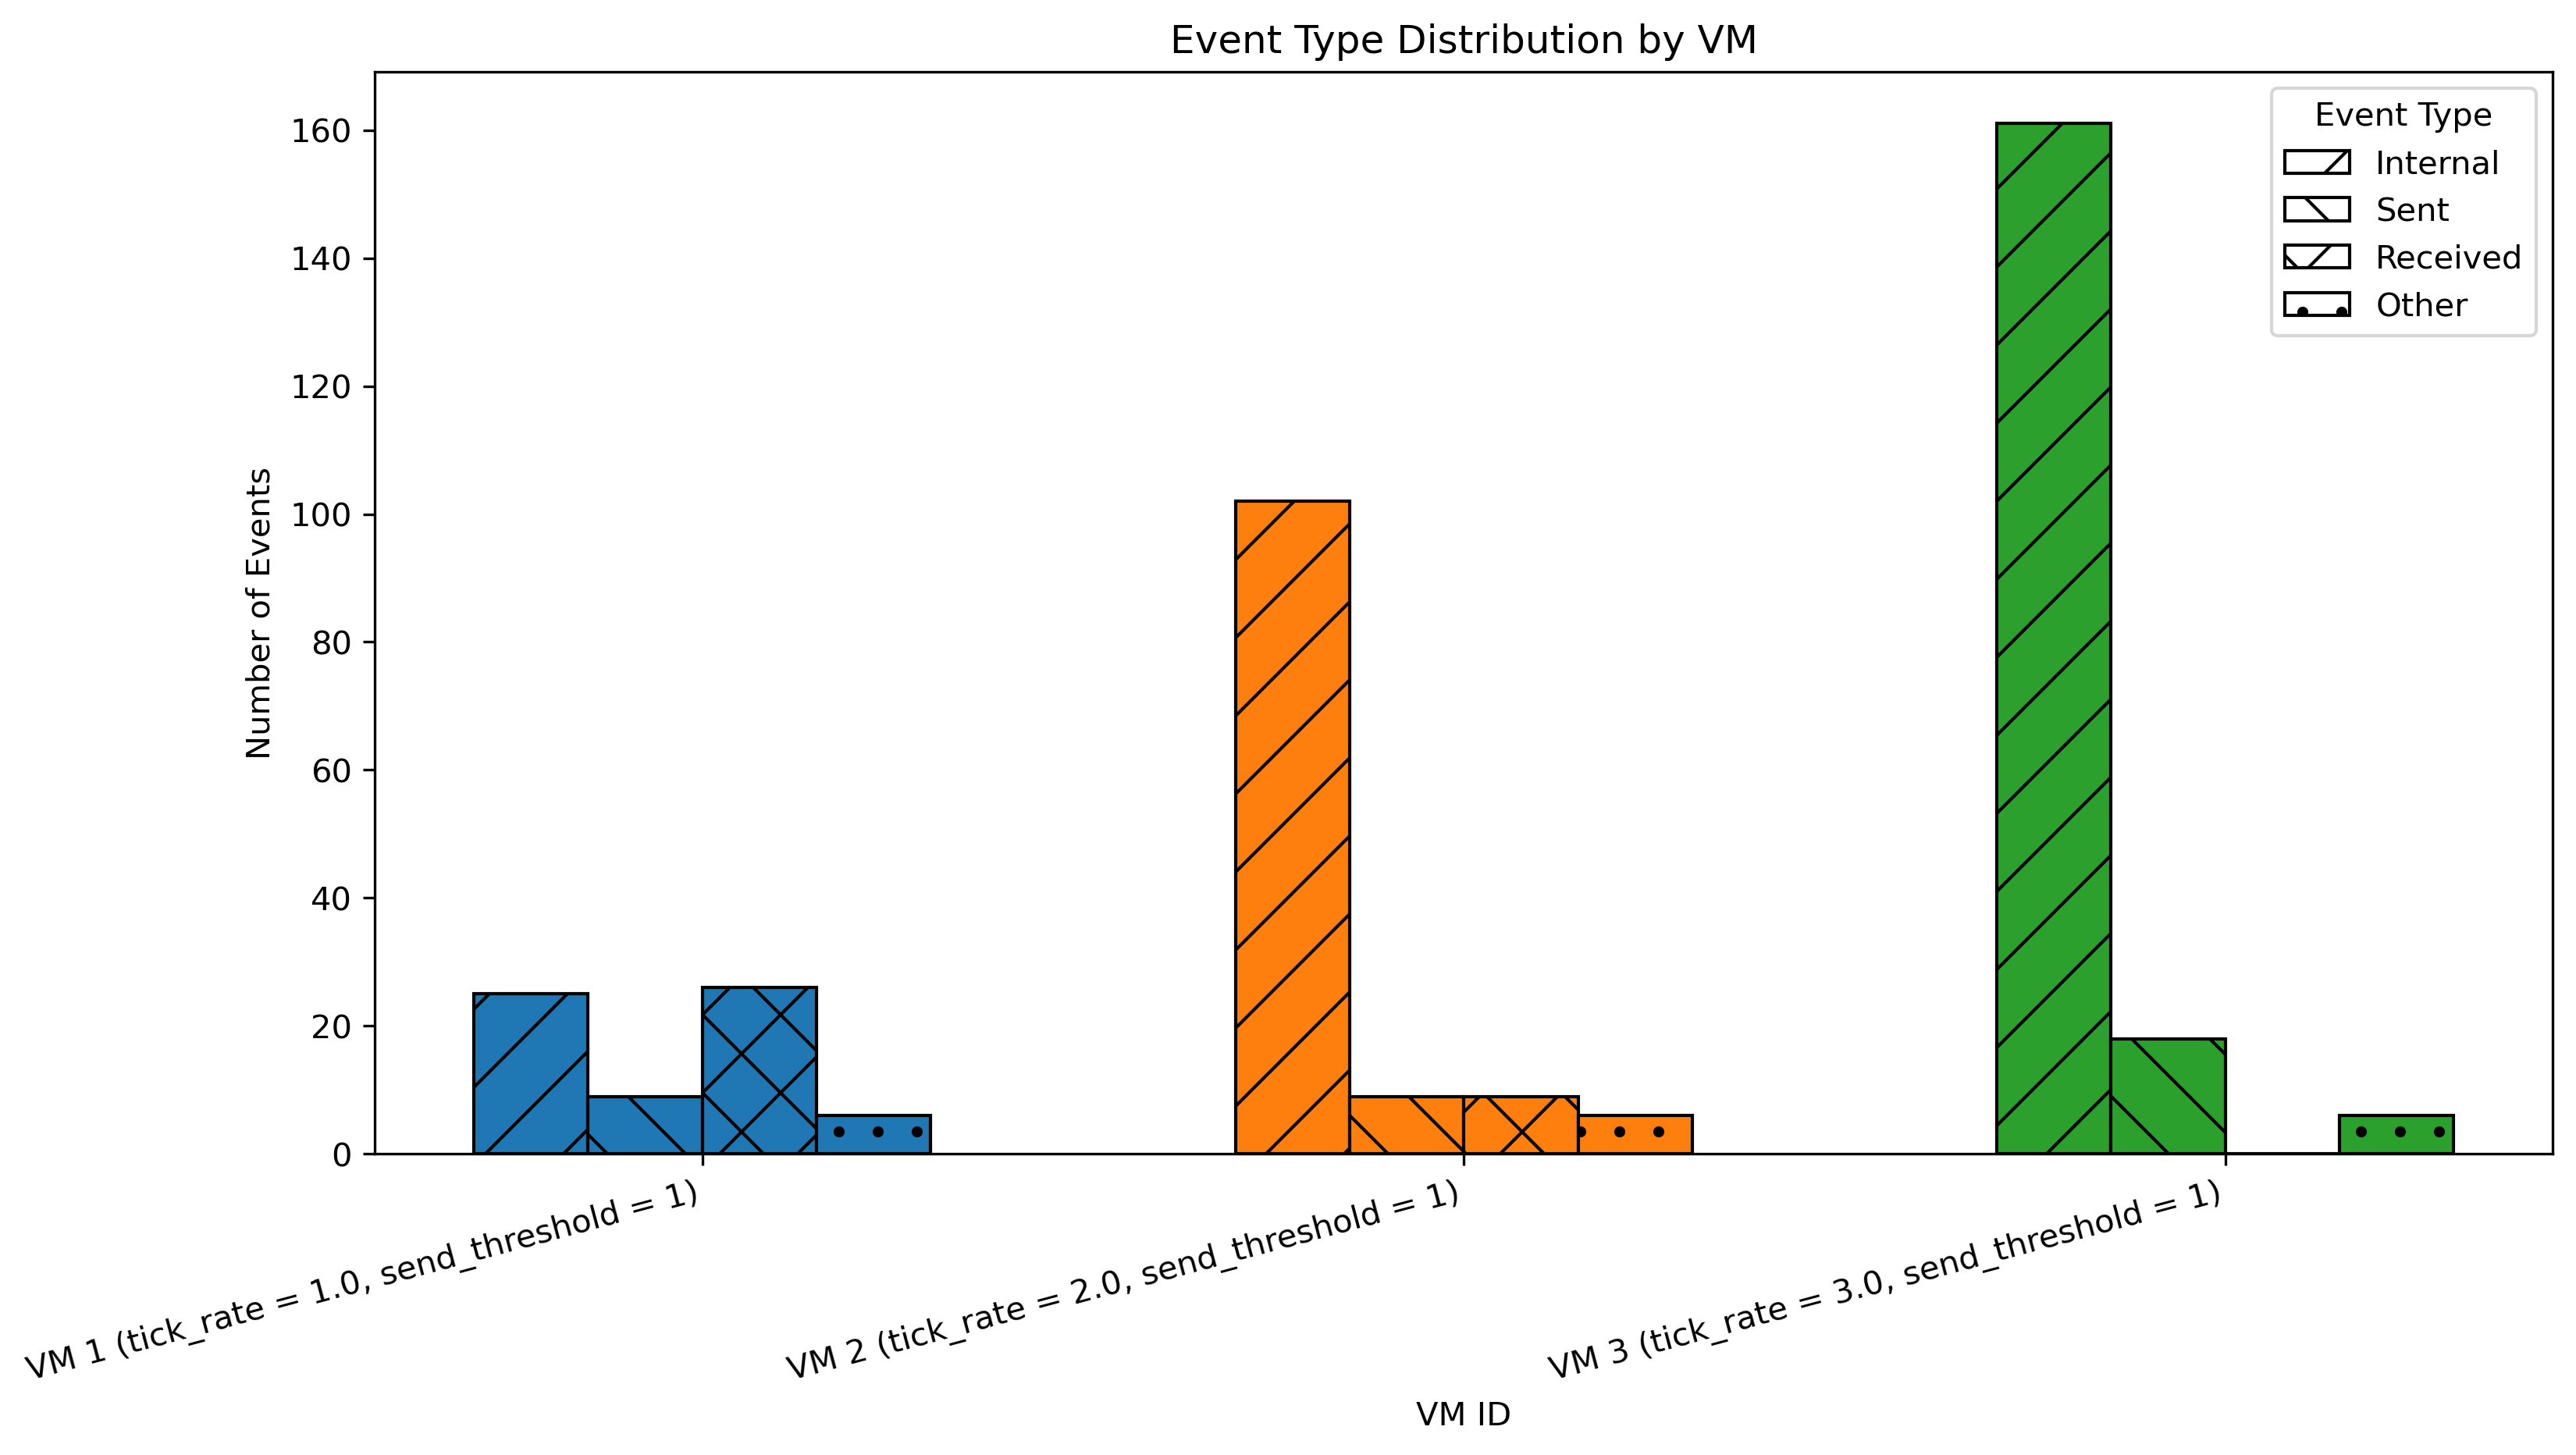 Event Type Distribution by VM
Number of Events
160
140
120
100
80
60
40
20
0
Event Type
Internal
Sent
Received
Other
VM 1 (tick_rate = 1.0, send_threshold = 1)
VM 2 (tick_rate = 2.0, send_threshold = 1)
VM 3 (tick_rate = 3.0, send_threshold = 1)
VM ID